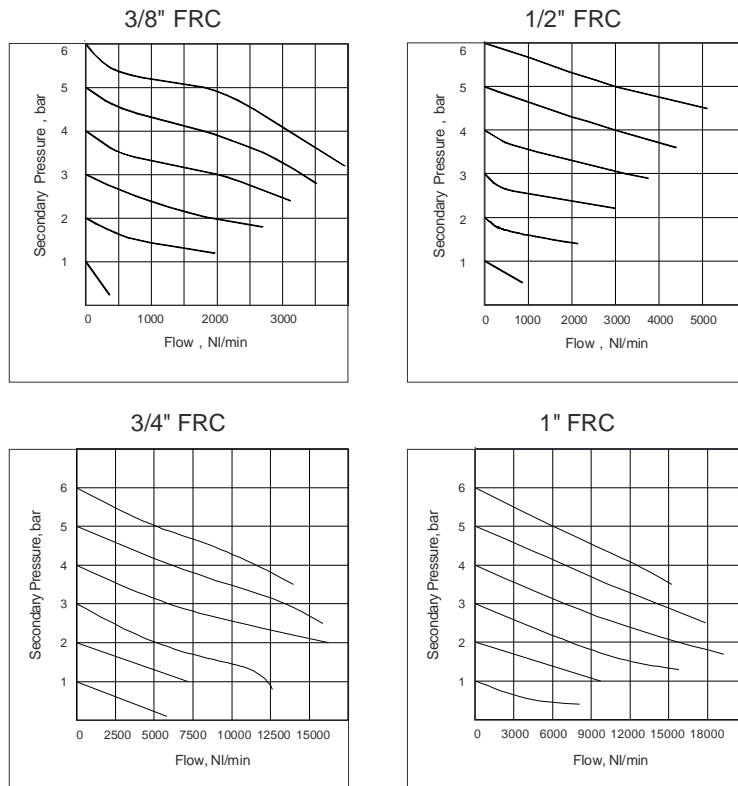 3/8" FRC
6
5
4
3
2
1
Secondary Pressure , bar
0 1000 2000 3000
Flow , Nl/min
1/2" FRC
6
5
4
3
2
1
Secondary Pressure , bar
0 1000 2000 3000 4000 5000
Flow , Nl/min
3/4" FRC
6
5
4
3
2
1
Secondary Pressure, bar
0 2500 5000 7500 10000 12500 15000
Flow, Nl/min
1" FRC
6
5
4
3
2
1
Secondary Pressure, bar
0 3000 6000 9000 12000 15000 18000
Flow, Nl/min